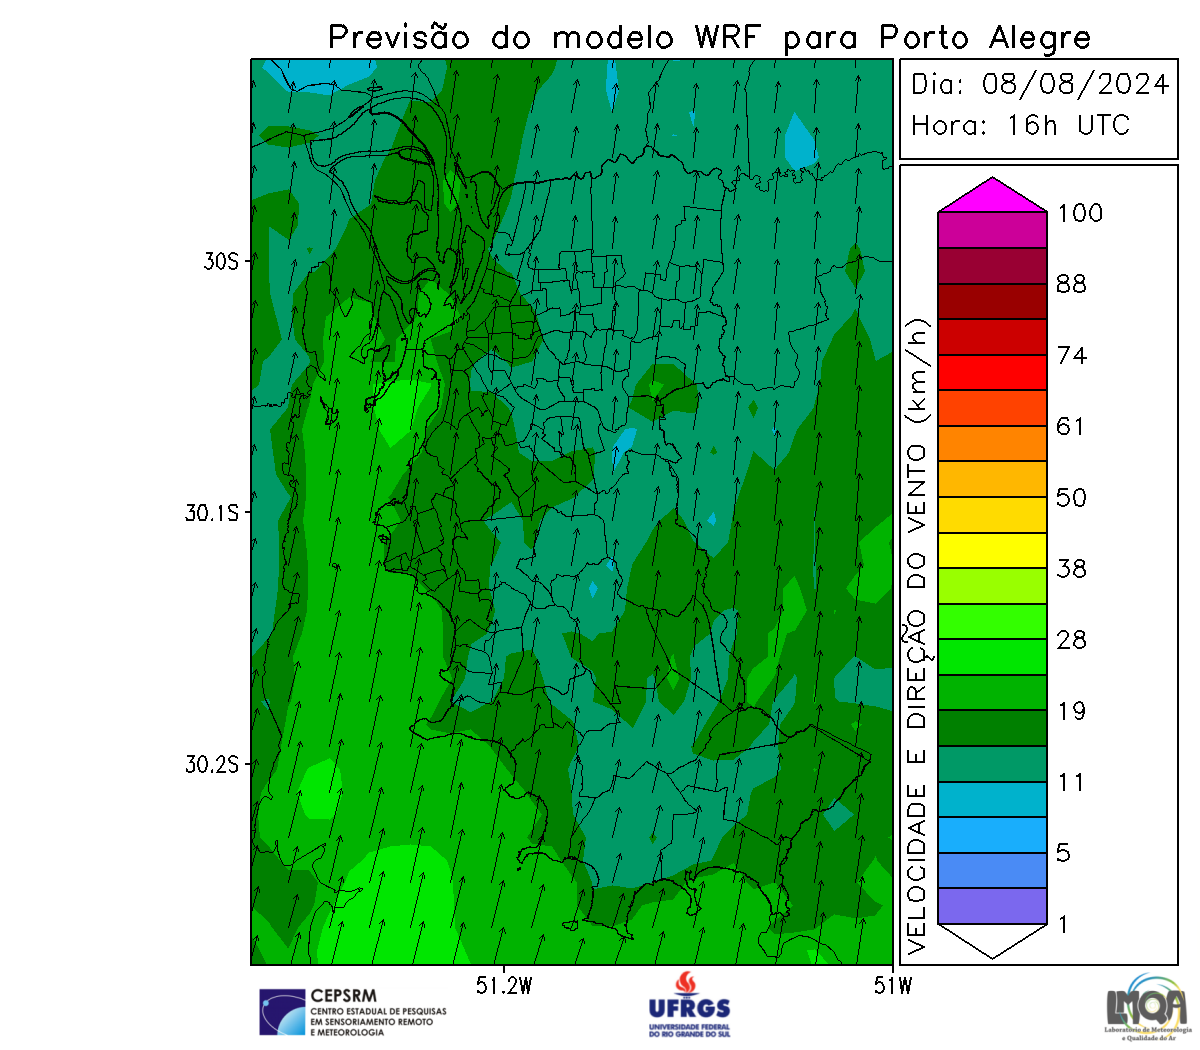 Previsão do modelo WRF para Porto Alegre
Dia: 08/08/2024
Hora: 16h UTC
30S
30.1S
30.2S
51.2W
51W
VELOCIDADE E DIREÇÃO DO VENTO (km/h)
100
88
74
61
50
38
28
19
11
5
1
CEPSRM
CENTRO ESTADUAL DE PESQUISAS
EM SENSORIAMENTO REMOTO
E METEOROLOGIA
UFRGS
UNIVERSIDADE FEDERAL
DO RIO GRANDE DO SUL
LMQA
Laboratório de Meteorologia
e Qualidade do Ar